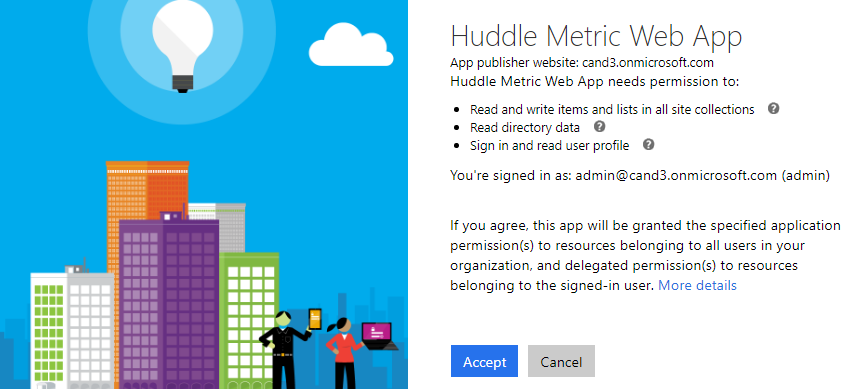 Huddle Metric Web App
App publisher website: cand3.onmicrosoft.com
Huddle Metric Web App needs permission to:
• Read and write items and lists in all site collections ?
• Read directory data ?
• Sign in and read user profile ?
You're signed in as: admin@cand3.onmicrosoft.com (admin)
If you agree, this app will be granted the specified application
permission(s) to resources belonging to all users in your
organization, and delegated permission(s) to resources
belonging to the signed-in user. More details
Accept Cancel